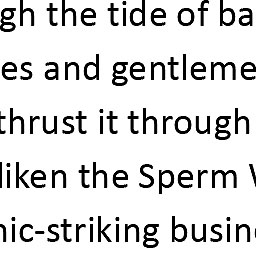 gh the tide of ba
es and gentleme
thrust it through
liken the Sperm
nic-striking busin